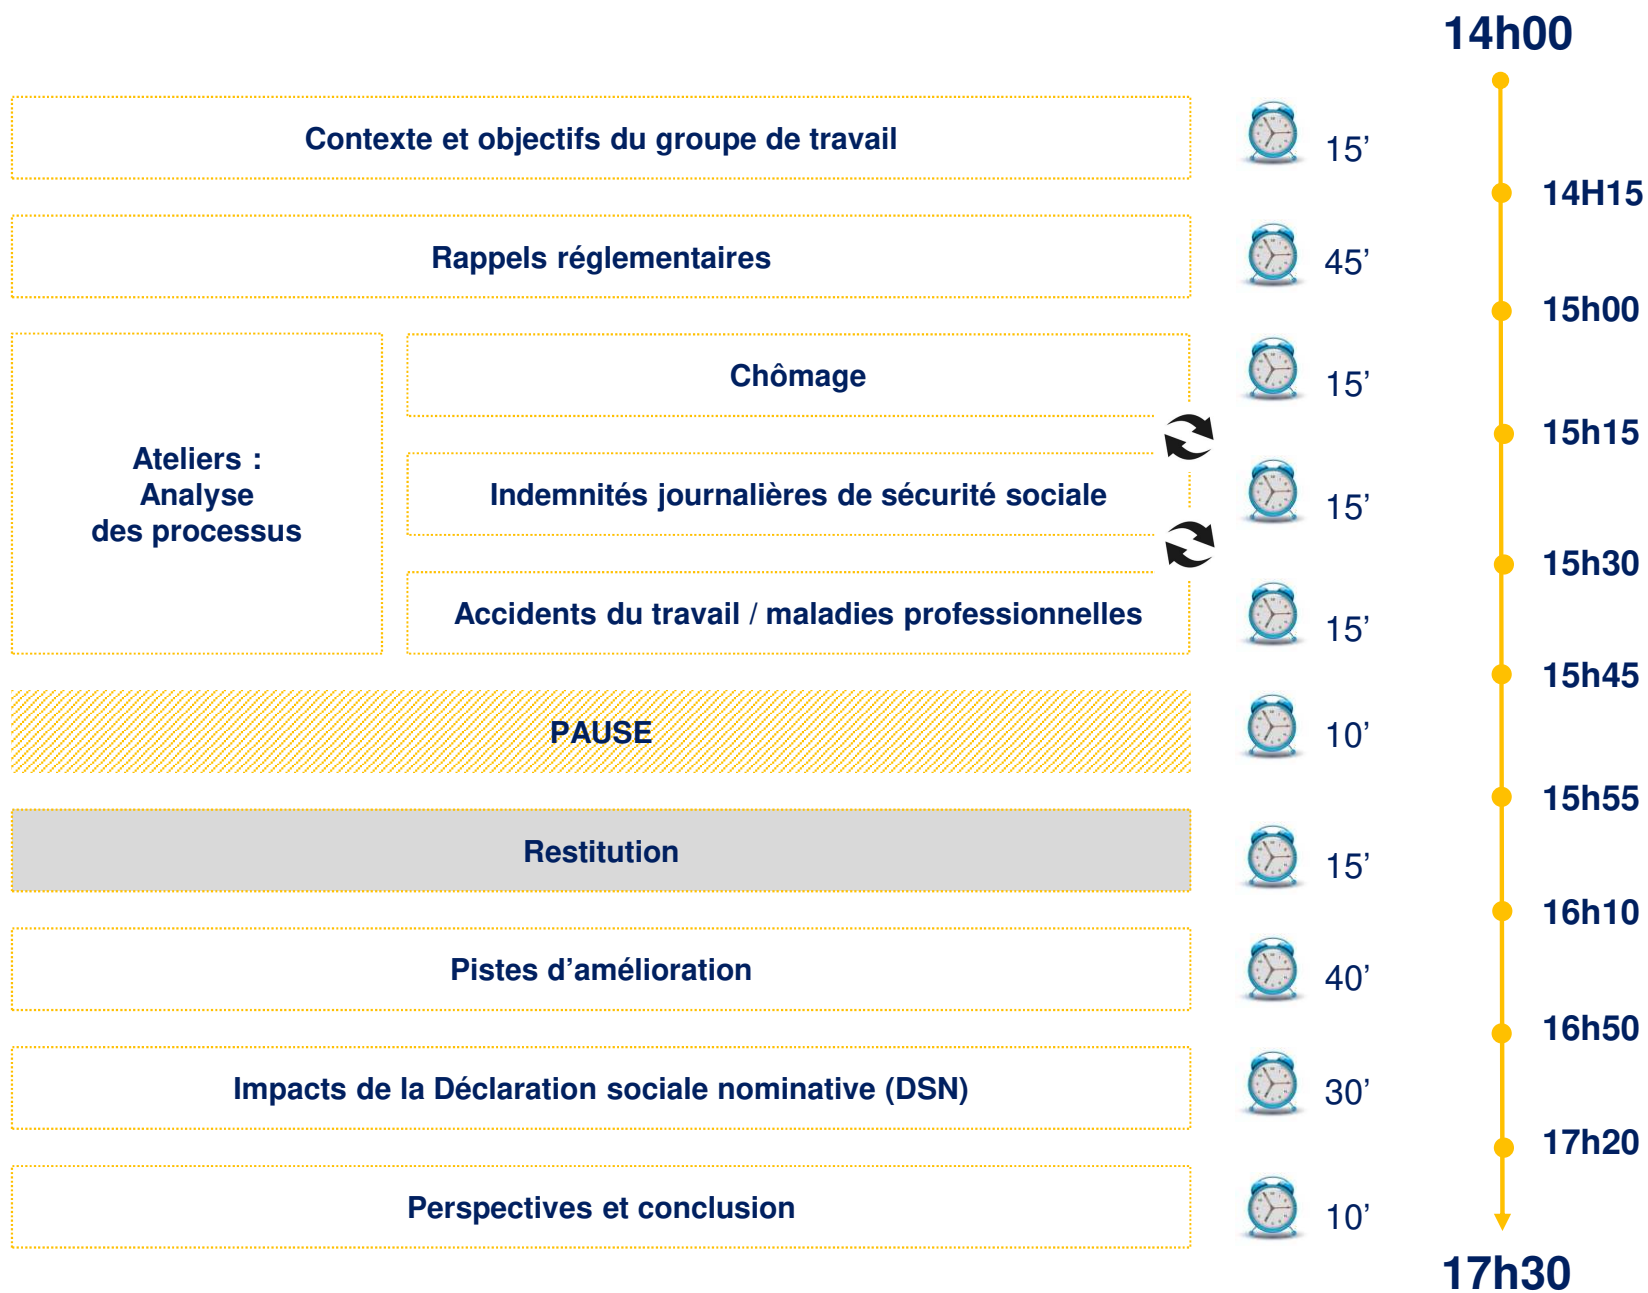 14h00
Contexte et objectifs du groupe de travail
15’
14H15
Rappels réglementaires
45’
15h00
Ateliers :
Analyse
des processus
Chômage
15’
15h15
Indemnités journalières de sécurité sociale
15’
15h30
Accidents du travail / maladies professionnelles
15’
15h45
PAUSE
10’
15h55
Restitution
15’
16h10
Pistes d’amélioration
40’
16h50
Impacts de la Déclaration sociale nominative (DSN)
30’
17h20
Perspectives et conclusion
10’
17h30